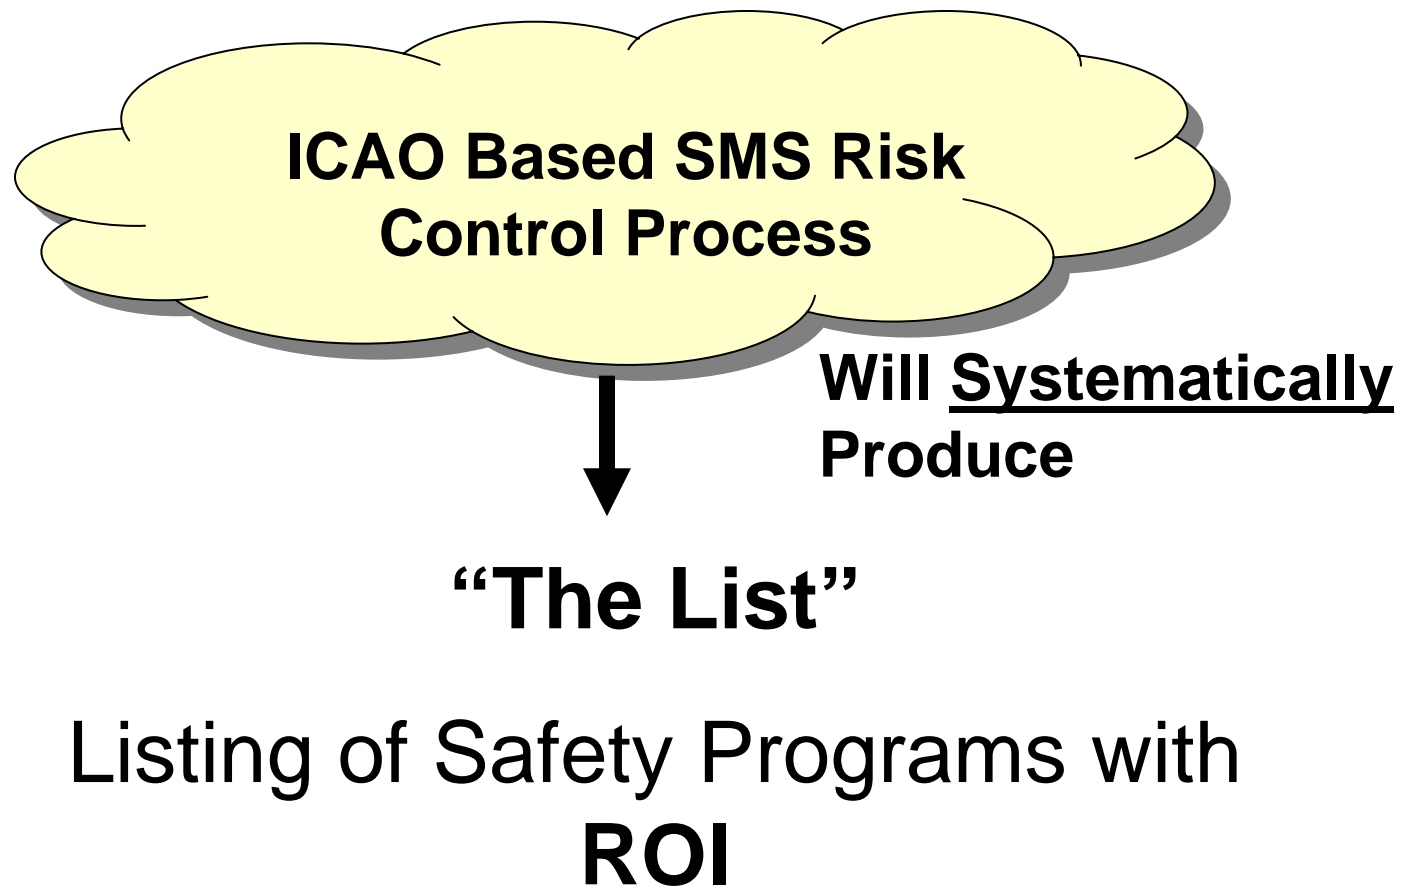 ICAO Based SMS Risk
Control Process
Will Systematically
Produce
“The List”
Listing of Safety Programs with
ROI